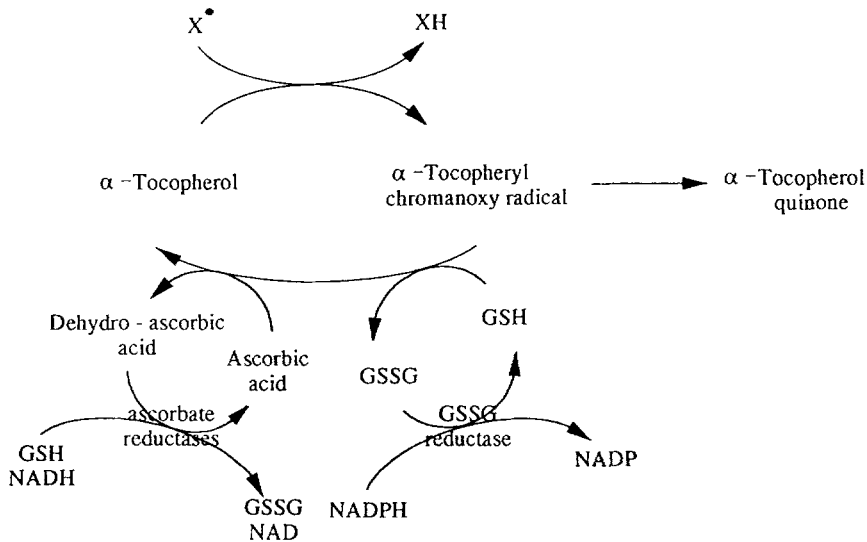 X•
XH
α -Tocopherol
α -Tocopheryl
chromanoxy radical
α -Tocopherol
quinone
Dehydro - ascorbic
acid
Ascorbic
acid
GSSG
GSH
ascorbate
reductases
GSSG
reductase
GSH
NADH
GSSG
NAD
NADPH
NADP